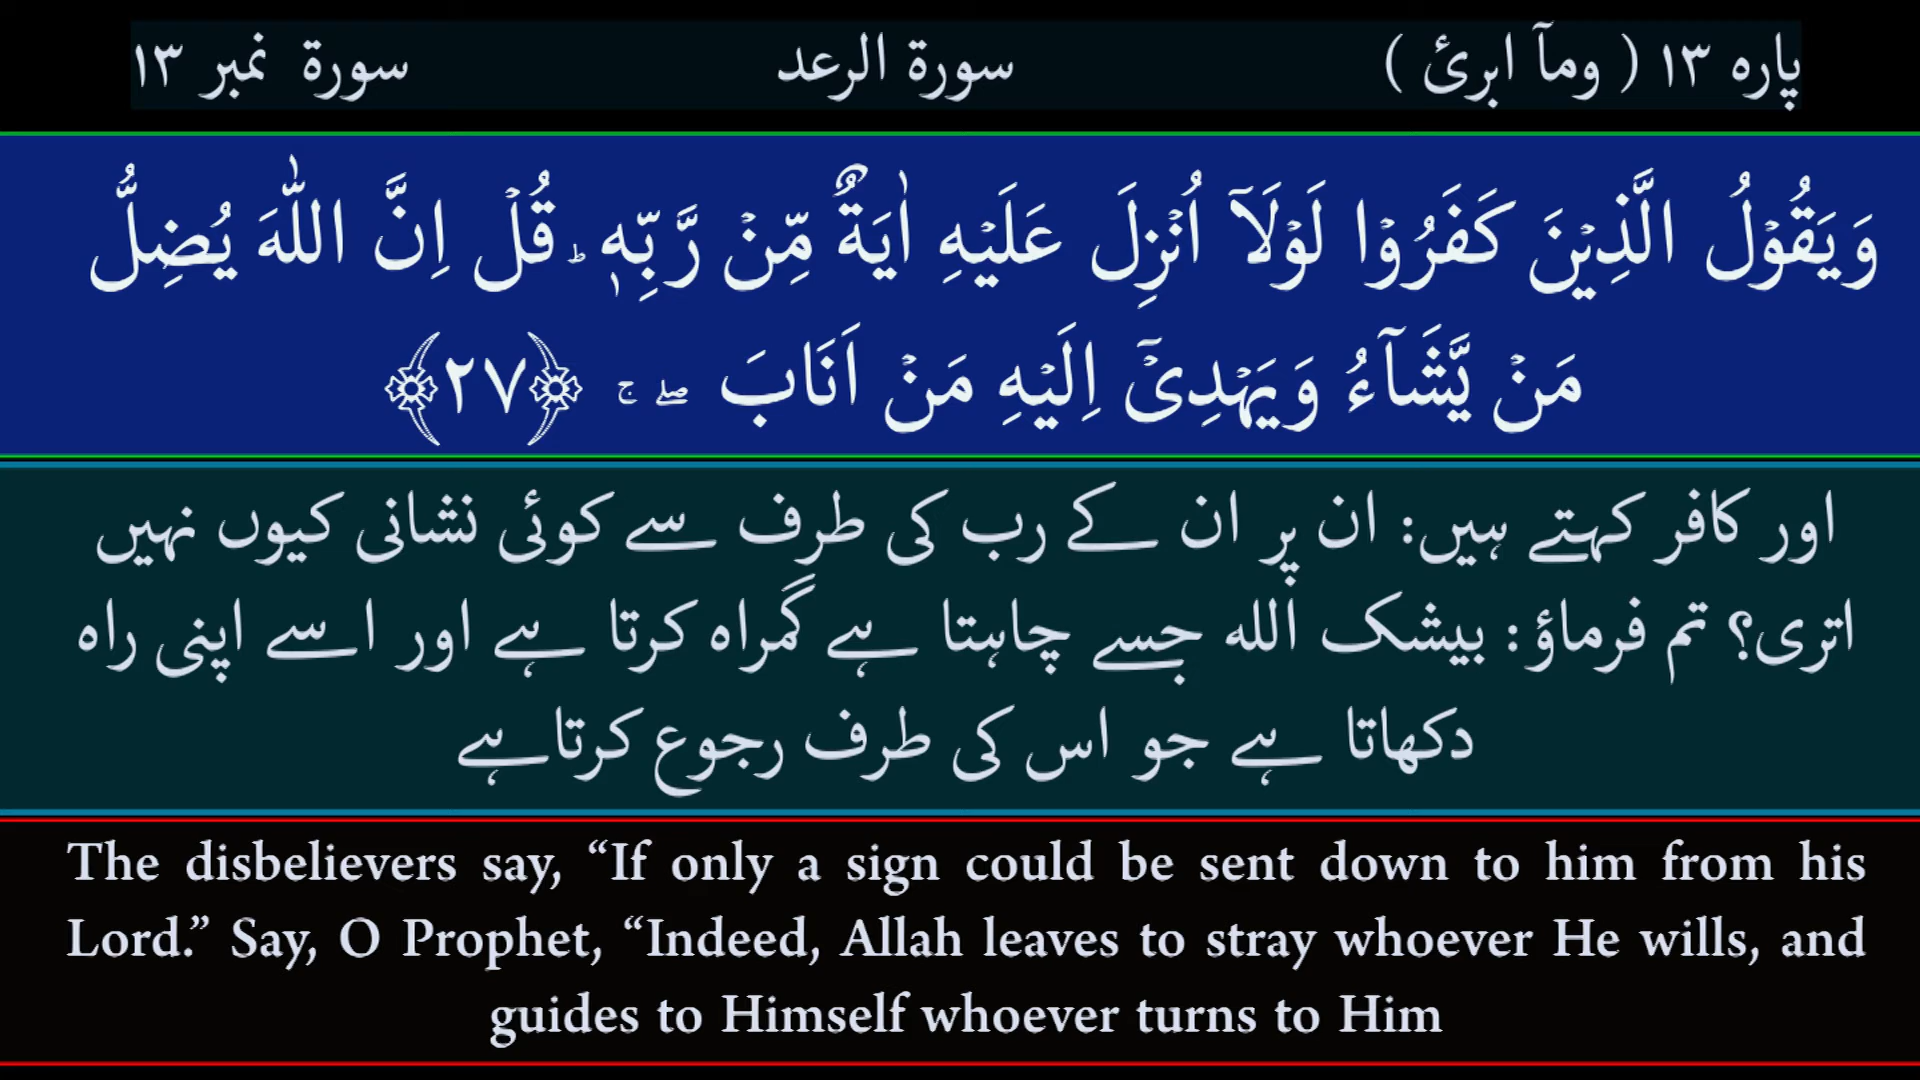 پارہ ۱۳ ( ومآ ابرئ ) سورۃ الرعد سورۃ نمبر ۱۳
وَيَقُوۡلُ الَّذِيۡنَ كَفَرُوۡا لَوۡلَاۤ اُنۡزِلَ عَلَيۡهِ اٰيَةٌ مِّنۡ رَّبِّهٖ ؕ قُلۡ اِنَّ اللّٰهَ يُضِلُّ
مَنۡ يَّشَآءُ وَيَهۡدِىۡۤ اِلَيۡهِ مَنۡ اَنَابَ ۖ ۚ ﴿۲۷﴾
اور کافر کہتے ہیں: ان پر ان کے رب کی طرف سے کوئی نشانی کیوں نہیں
اتری؟ تم فرماؤ: بیشک اللہ جسے چاہتا ہے گمراہ کرتا ہے اور اسے اپنی راہ
دکھاتا ہے جو اس کی طرف رجوع کرتاہے
The disbelievers say, “If only a sign could be sent down to him from his
Lord.” Say, O Prophet, “Indeed, Allah leaves to stray whoever He wills, and
guides to Himself whoever turns to Him